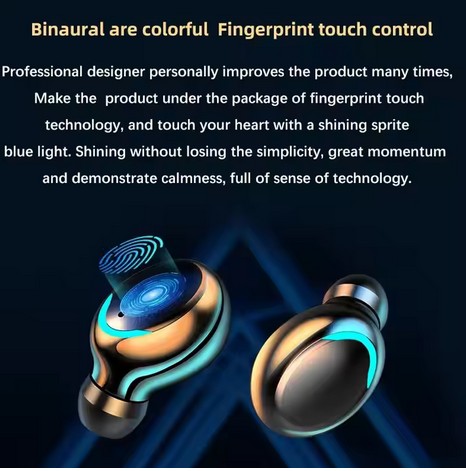 Binaural are colorful  Fingerprint touch control
Professional designer personally improves the product many times,
Make the  product under the package of fingerprint touch
technology, and touch your heart with a shining sprite
blue light. Shining without losing the simplicity, great momentum
and demonstrate calmness, full of sense of technology.